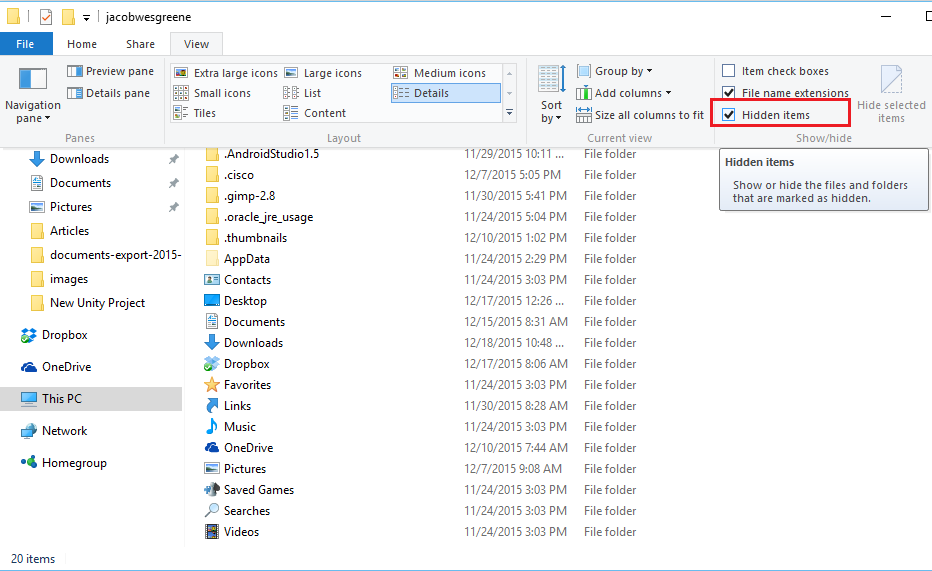 jacobwesgreene
File Home Share View
Navigation pane
Preview pane
Details pane
Panes
Extra large icons Large icons Medium icons
Small icons List Details
Tiles Content
Layout
Sort by
Group by
Add columns
Size all columns to fit
Current view
Item check boxes
File name extensions
Hidden items
Hide selected items
Show/hide
Hidden items
Show or hide the files and folders
that are marked as hidden.
Downloads
Documents
Pictures
Articles
documents-export-2015-
images
New Unity Project
Dropbox
OneDrive
This PC
Network
Homegroup
.AndroidStudio1.5 11/29/2015 10:11 ... File folder
.cisco 12/7/2015 5:05 PM File folder
.gimp-2.8 11/30/2015 5:41 PM File folder
.oracle_jre_usage 11/24/2015 5:04 PM File folder
.thumbnails 12/10/2015 1:02 PM File folder
AppData 11/24/2015 2:29 PM File folder
Contacts 11/24/2015 3:03 PM File folder
Desktop 12/17/2015 12:26 ... File folder
Documents 12/15/2015 8:31 AM File folder
Downloads 12/18/2015 10:48 ... File folder
Dropbox 12/17/2015 8:06 AM File folder
Favorites 11/24/2015 3:03 PM File folder
Links 11/30/2015 8:28 AM File folder
Music 11/24/2015 3:03 PM File folder
OneDrive 12/10/2015 7:44 AM File folder
Pictures 12/7/2015 9:08 AM File folder
Saved Games 11/24/2015 3:03 PM File folder
Searches 11/24/2015 3:03 PM File folder
Videos 11/24/2015 3:03 PM File folder
20 items